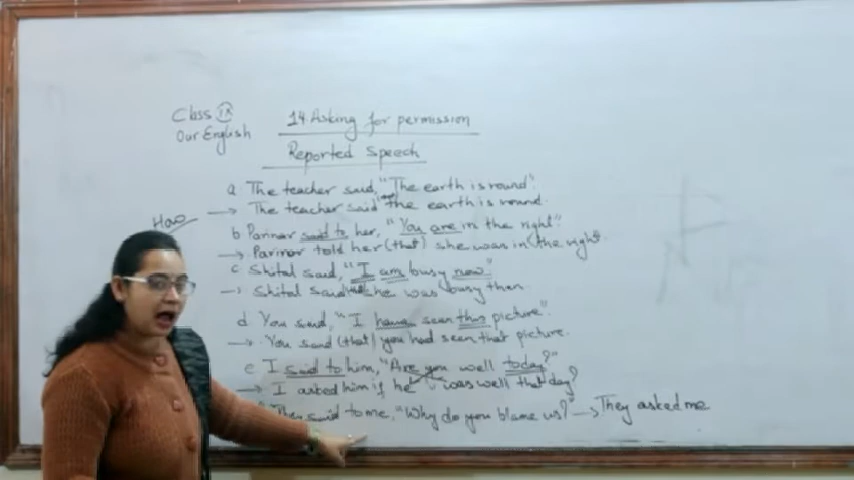 Class IX
Our English
14 Asking for permission
Reported Speech
a The teacher said, "The earth is round".
→ The teacher said (that) the earth is round.
b Parinar said to her, "You are in the right".
→ Parinar told her (that) she was in the right.
c Shital said, "I am busy now"
→ Shital said that she was busy then.
d You said, "I have seen this picture".
→ You said (that) you had seen that picture.
e I said to him, "Are you well today?"
→ I asked him if he was well that day?
They said to me, "Why do you blame us?" → They asked me